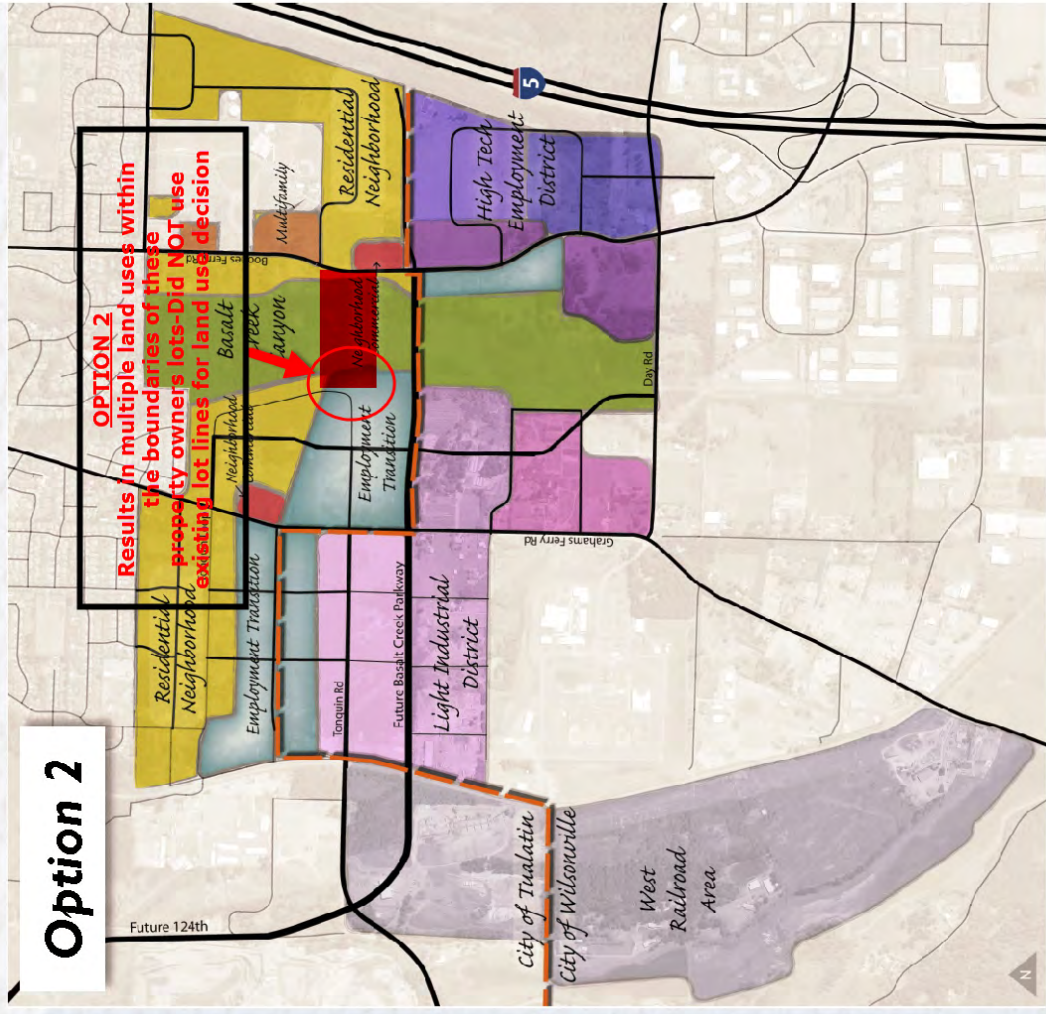 Option 2
OPTION 2
Results in multiple land uses within
the boundaries of these
property owners lots-Did NOT use
existing lot lines for land use decision
5
Residential
Neighborhood
High Tech
Employment
District
Multifamily
Boones Ferry Rd
Basalt
Creek
Canyon
Neighborhood
Commercial
Neighborhood
Commercial
Employment
Transition
Day Rd
Grahams Ferry Rd
Residential
Neighborhood
Employment Transition
Tonquin Rd
Future Basalt Creek Parkway
Light Industrial
District
City of Tualatin
City of Wilsonville
West
Railroad
Area
Future 124th
N